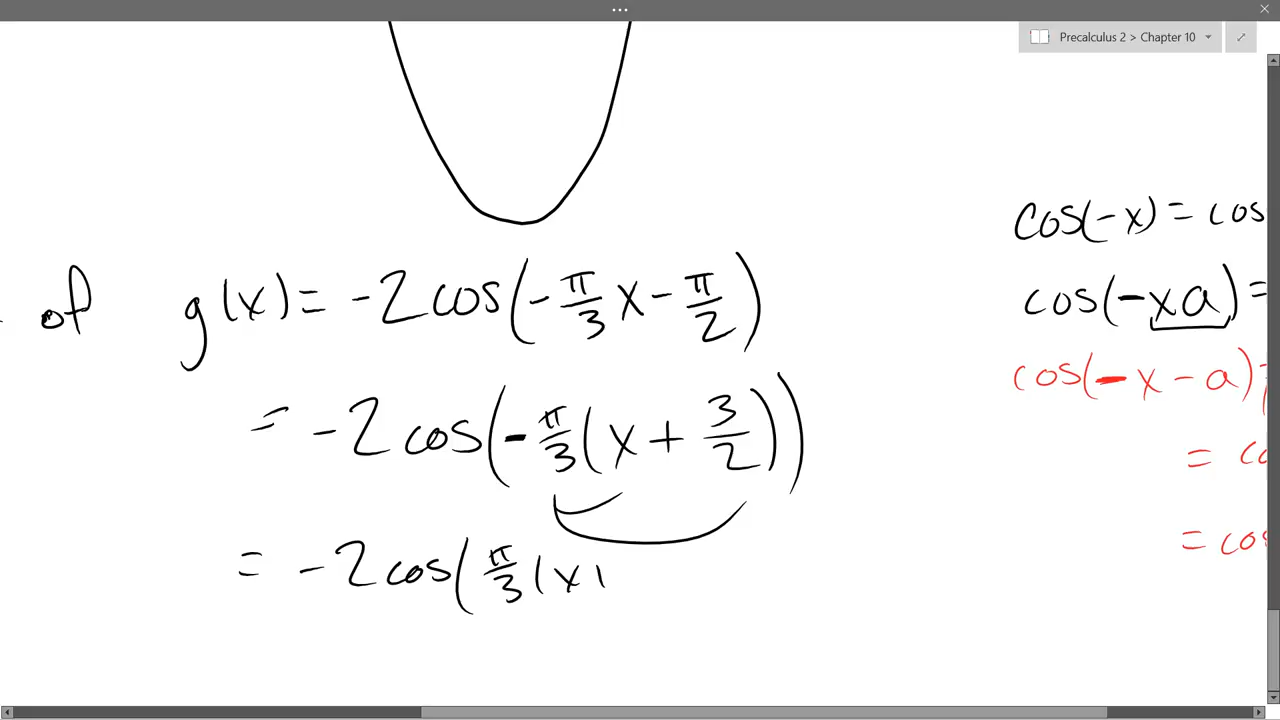 Precalculus 2 > Chapter 10
of g(x) = -2cos(-π/3 x - π/2)
= -2cos(-π/3(x + 3/2))
= -2cos(π/3(x
cos(-x) = cos
cos(-xa) =
cos(-x-a) =
= co
= cos